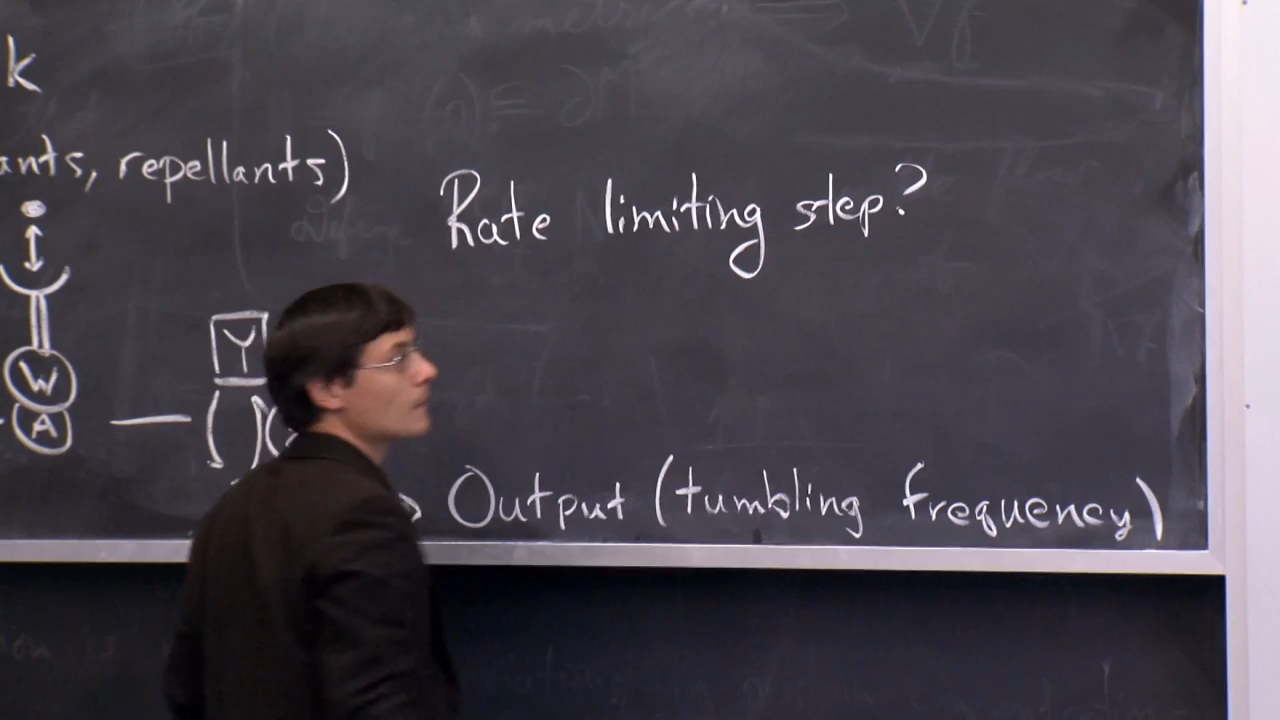 k
ants, repellants)
Rate limiting step?
Y
W
A
Output (tumbling frequency)